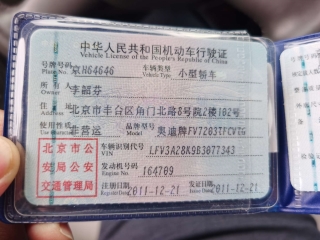 中华人民共和国机动车行驶证
Vehicle License of the People's Republic of China
号牌号码 京H64646 车辆类型 小型轿车
Plate No. Vehicle Type
所有人 李韶芬
住址 北京市丰台区角门北路8号院2楼102号
使用性质 非营运 品牌型号 奥迪牌FV7203TFCVTG
北京市公安局公安交通管理局
车辆识别代号 LFV3A28K9B3077343
VIN
发动机号码 164709
Engine No.
注册日期 2011-12-21 发证日期 2011-12-21